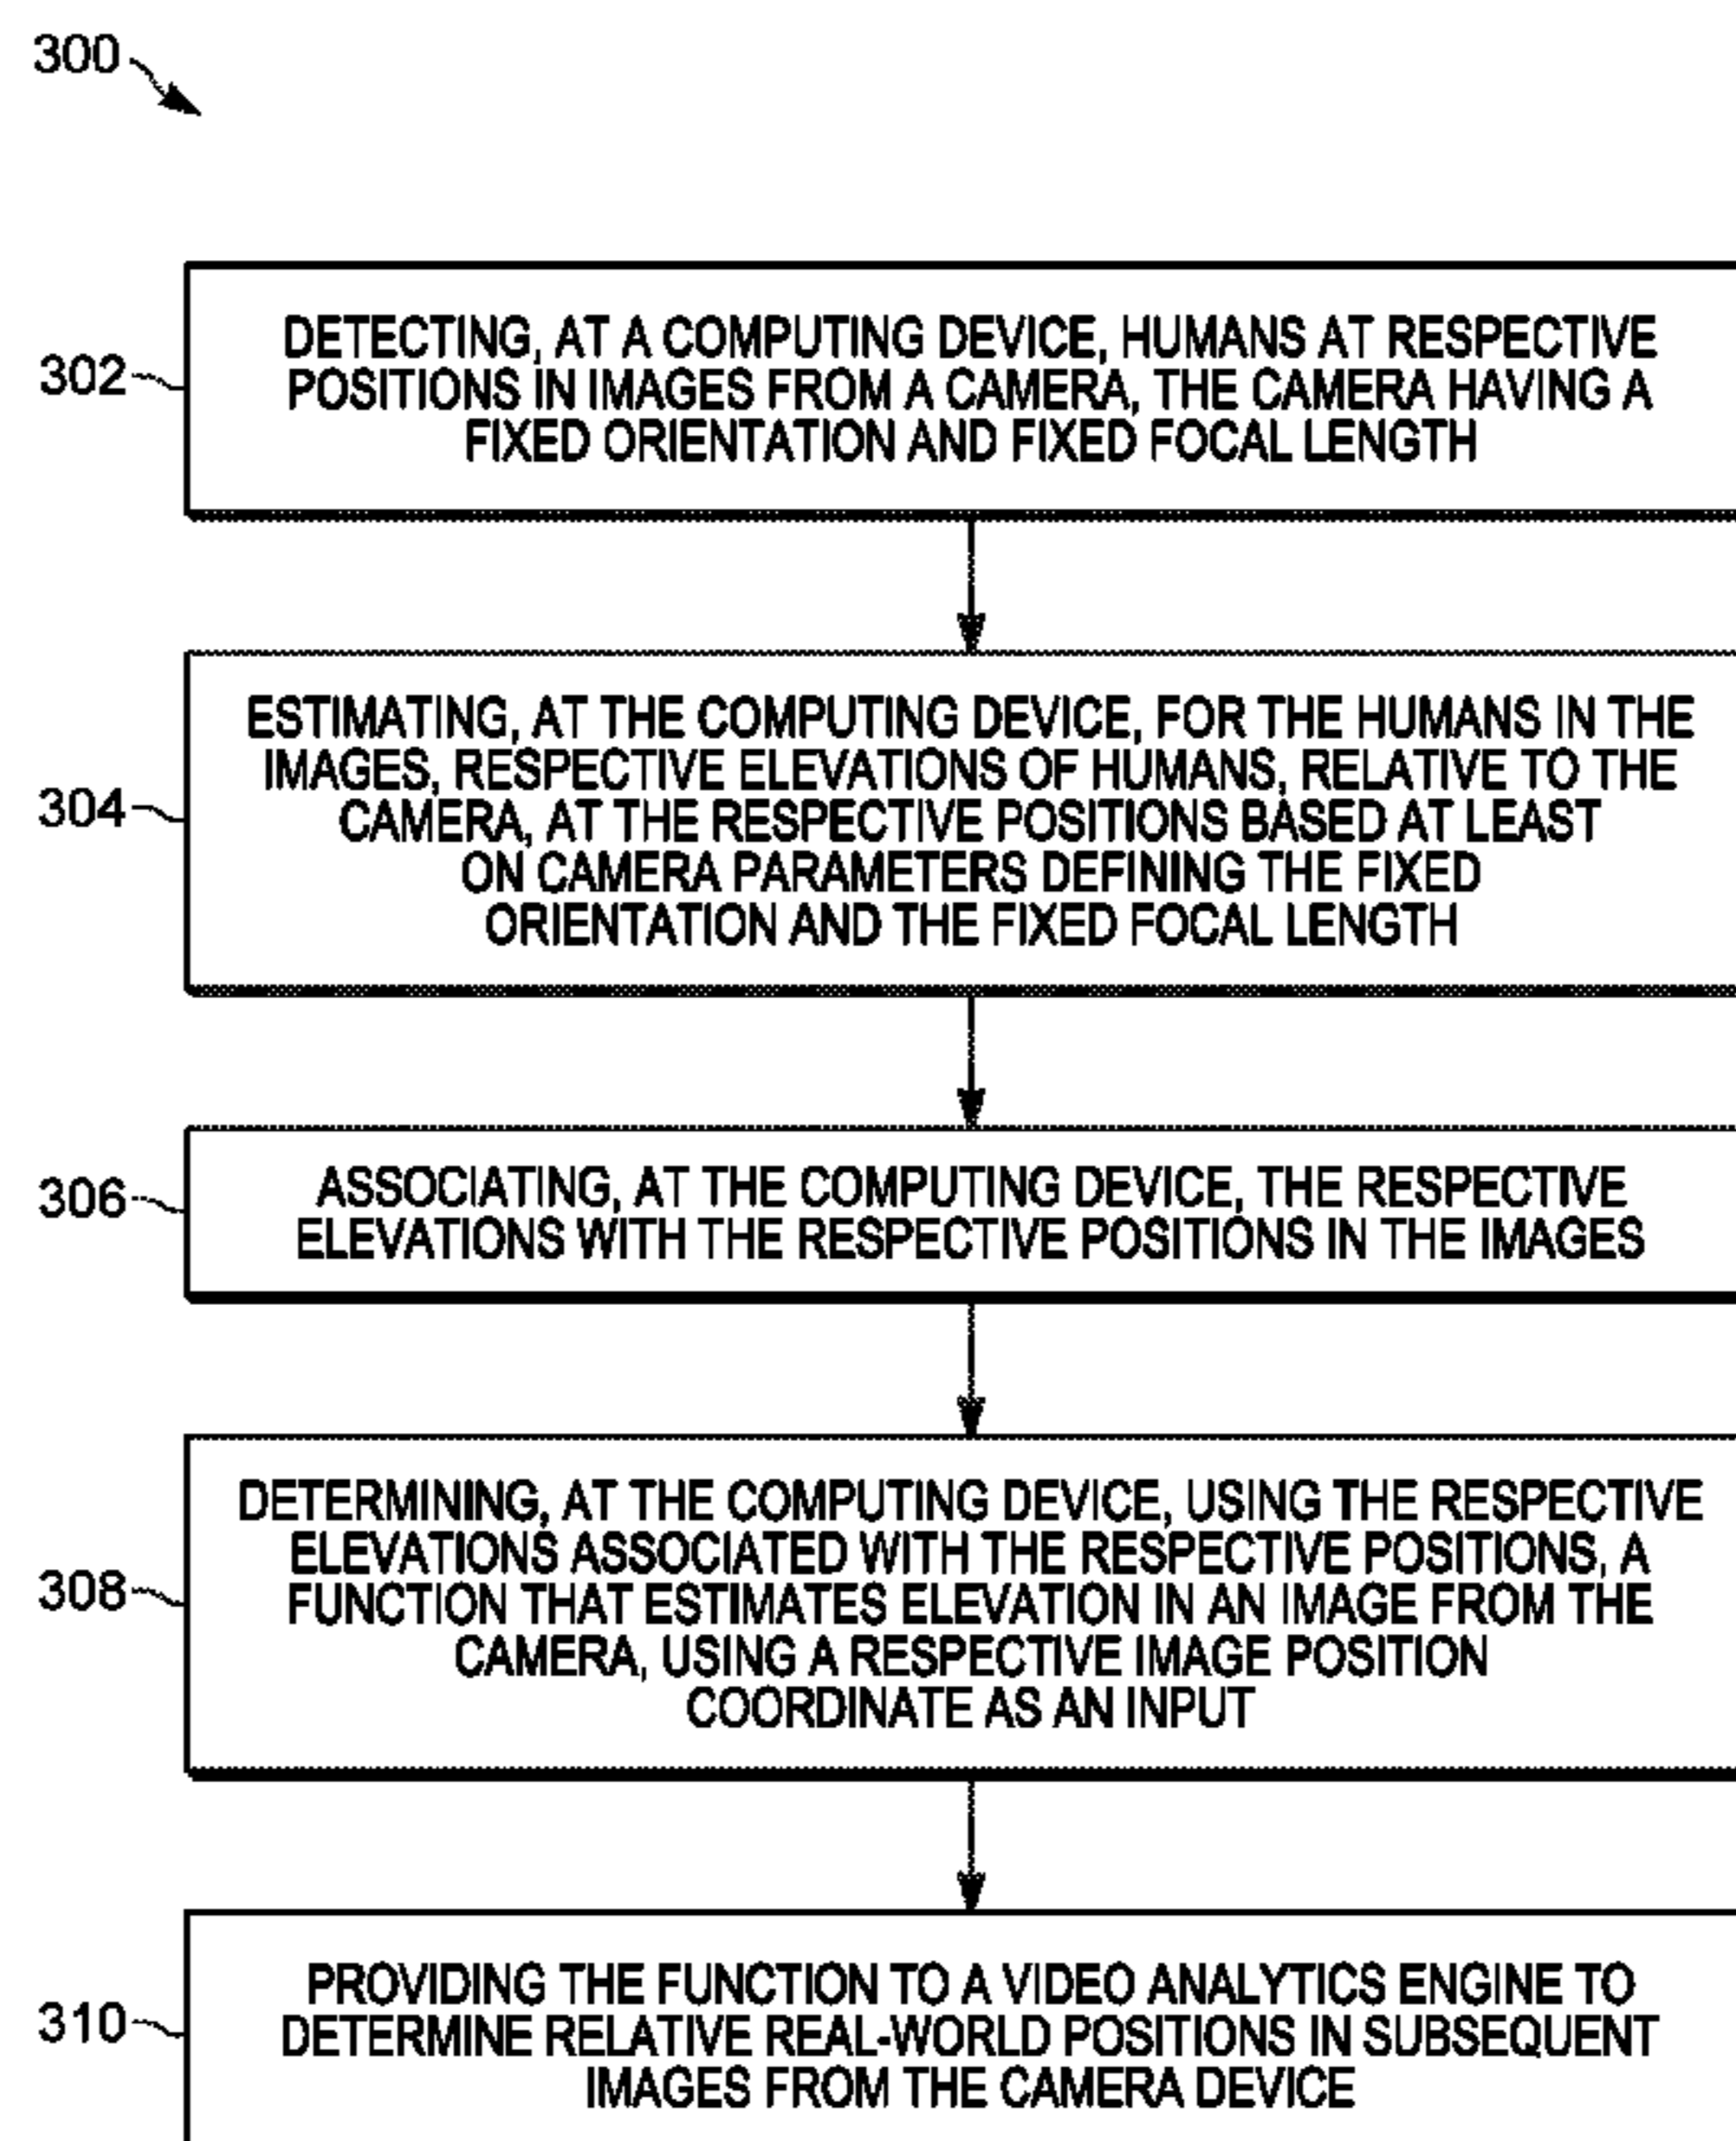 300
302
DETECTING, AT A COMPUTING DEVICE, HUMANS AT RESPECTIVE
POSITIONS IN IMAGES FROM A CAMERA, THE CAMERA HAVING A
FIXED ORIENTATION AND FIXED FOCAL LENGTH
304
ESTIMATING, AT THE COMPUTING DEVICE, FOR THE HUMANS IN THE
IMAGES, RESPECTIVE ELEVATIONS OF HUMANS, RELATIVE TO THE
CAMERA, AT THE RESPECTIVE POSITIONS BASED AT LEAST
ON CAMERA PARAMETERS DEFINING THE FIXED
ORIENTATION AND THE FIXED FOCAL LENGTH
306
ASSOCIATING, AT THE COMPUTING DEVICE, THE RESPECTIVE
ELEVATIONS WITH THE RESPECTIVE POSITIONS IN THE IMAGES
308
DETERMINING, AT THE COMPUTING DEVICE, USING THE RESPECTIVE
ELEVATIONS ASSOCIATED WITH THE RESPECTIVE POSITIONS, A
FUNCTION THAT ESTIMATES ELEVATION IN AN IMAGE FROM THE
CAMERA, USING A RESPECTIVE IMAGE POSITION
COORDINATE AS AN INPUT
310
PROVIDING THE FUNCTION TO A VIDEO ANALYTICS ENGINE TO
DETERMINE RELATIVE REAL-WORLD POSITIONS IN SUBSEQUENT
IMAGES FROM THE CAMERA DEVICE